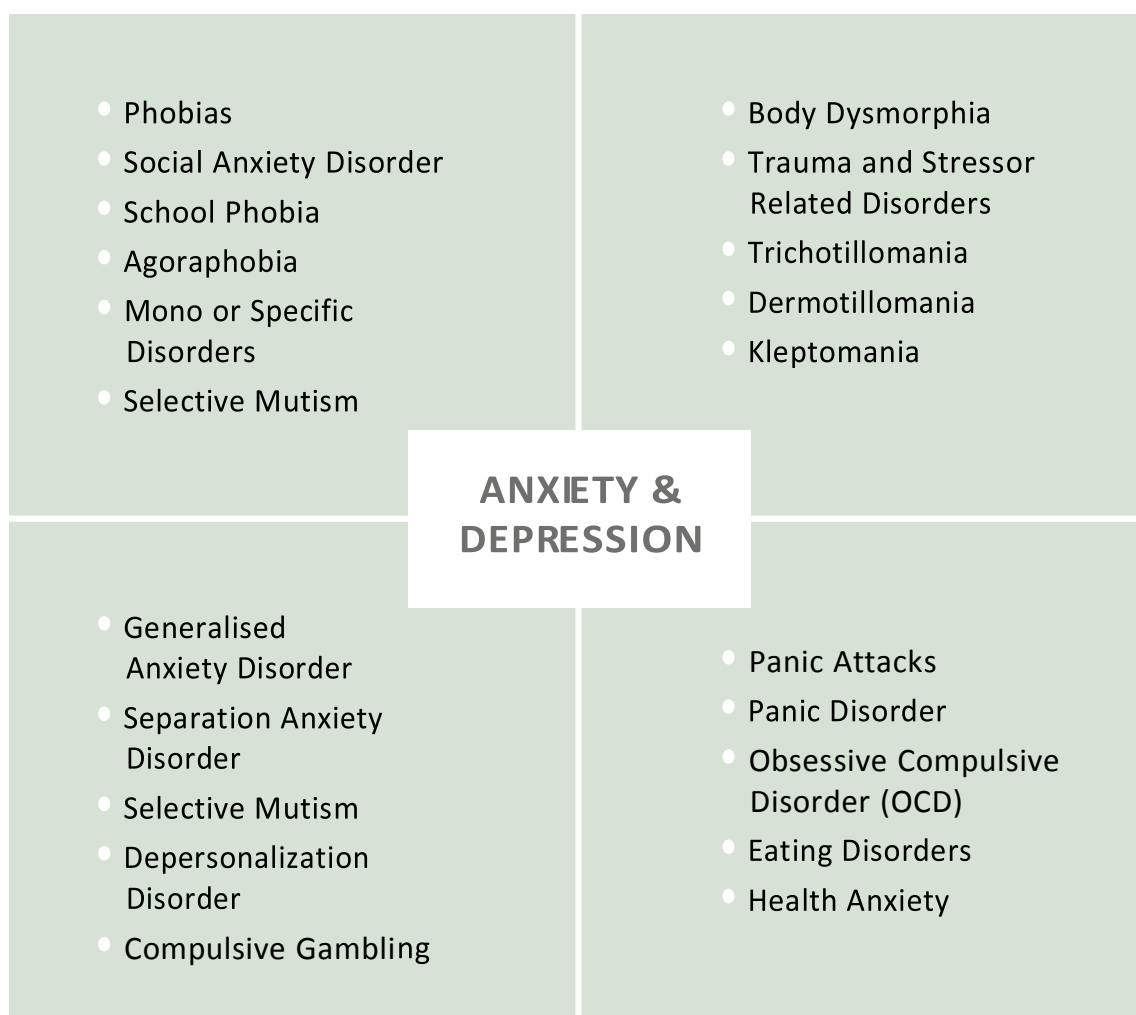 Phobias
Social Anxiety Disorder
School Phobia
Agoraphobia
Mono or Specific
Disorders
Selective Mutism
Body Dysmorphia
Trauma and Stressor
Related Disorders
Trichotillomania
Dermotillomania
Kleptomania
ANXIETY &
DEPRESSION
Generalised
Anxiety Disorder
Separation Anxiety
Disorder
Selective Mutism
Depersonalization
Disorder
Compulsive Gambling
Panic Attacks
Panic Disorder
Obsessive Compulsive
Disorder (OCD)
Eating Disorders
Health Anxiety